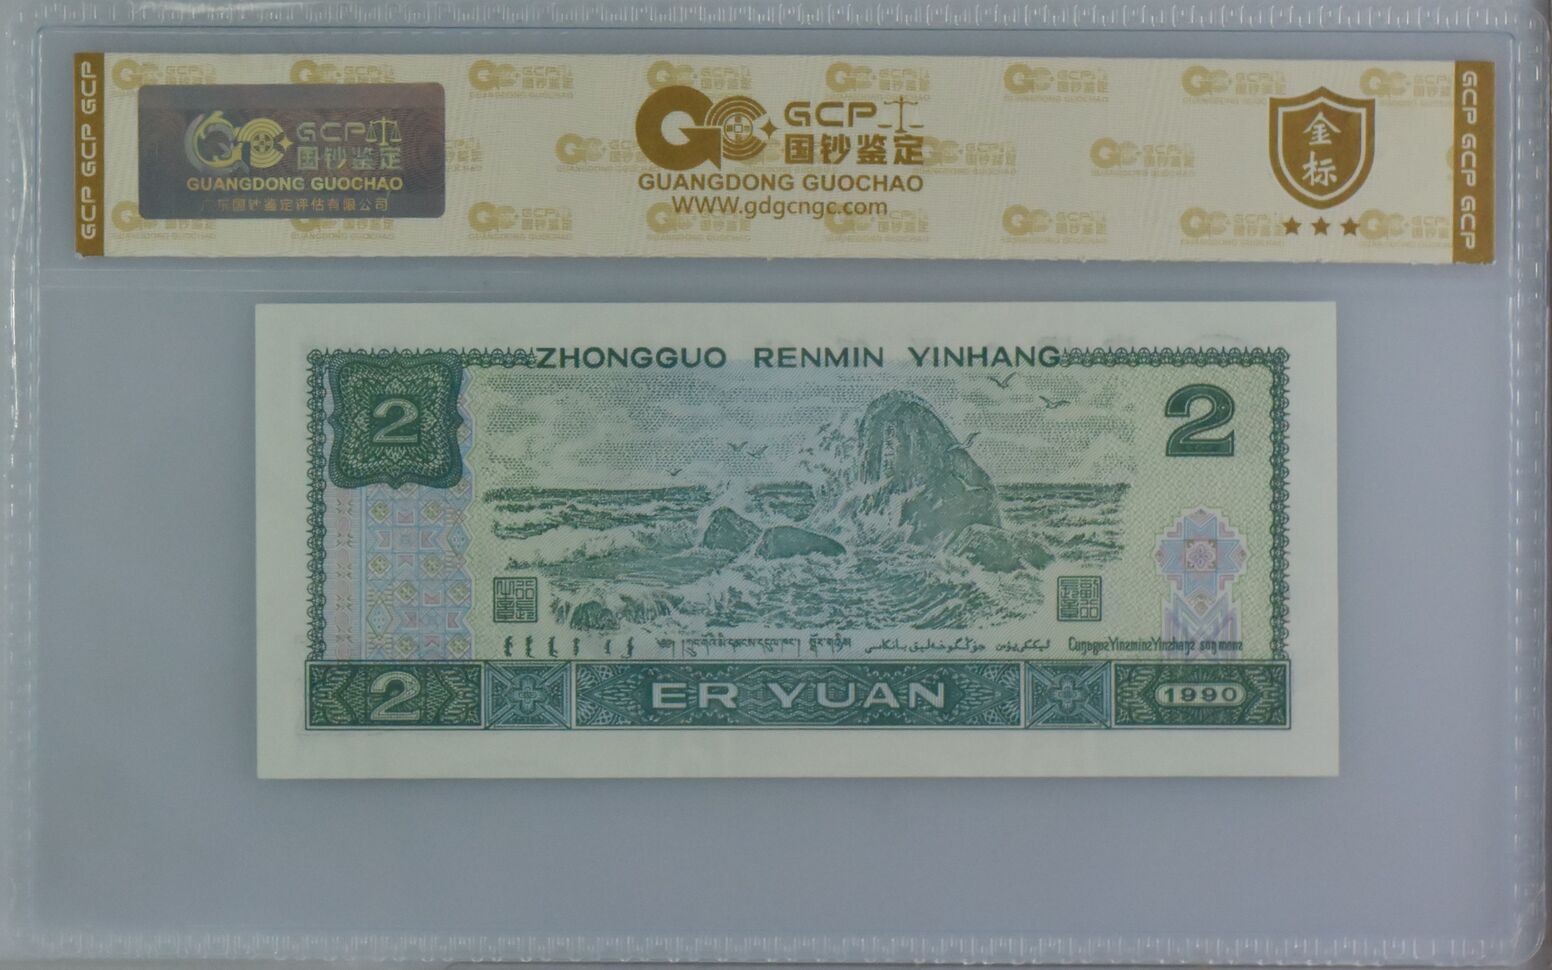 GCP GCP GCP
GCP
国钞鉴定
GUANGDONG GUOCHAO
广东国钞鉴定评估有限公司
GCP
国钞鉴定
GUANGDONG GUOCHAO
WWW.gdgcngc.com
金
标
GCP GCP GCP
ZHONGGUO RENMIN YINHANG
2
2
2
ER YUAN
1990